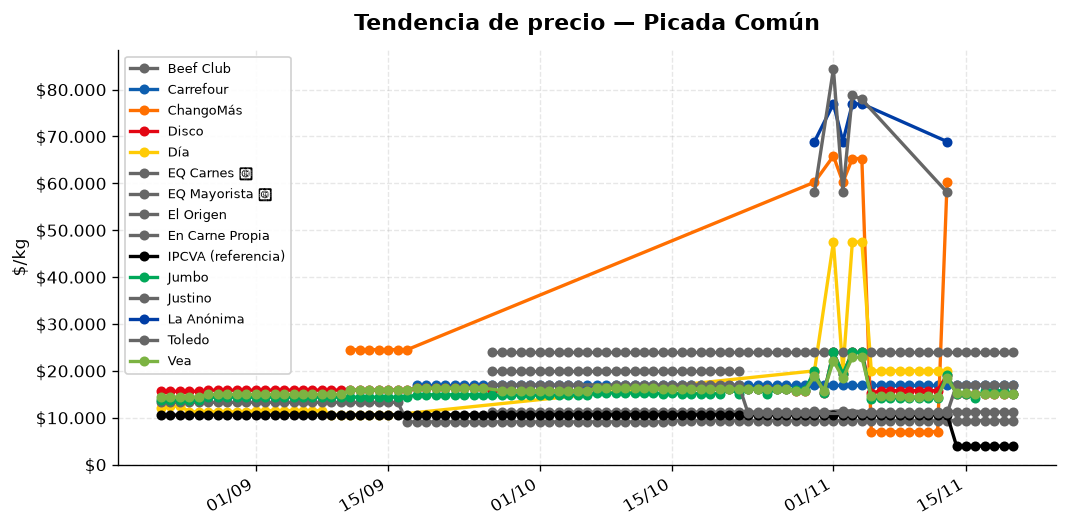 Tendencia de precio — Picada Común
$/kg
$80.000
$70.000
$60.000
$50.000
$40.000
$30.000
$20.000
$10.000
$0
Beef Club
Carrefour
ChangoMás
Disco
Día
EQ Carnes
EQ Mayorista
El Origen
En Carne Propia
IPCVA (referencia)
Jumbo
Justino
La Anónima
Toledo
Vea
01/09
15/09
01/10
15/10
01/11
15/11